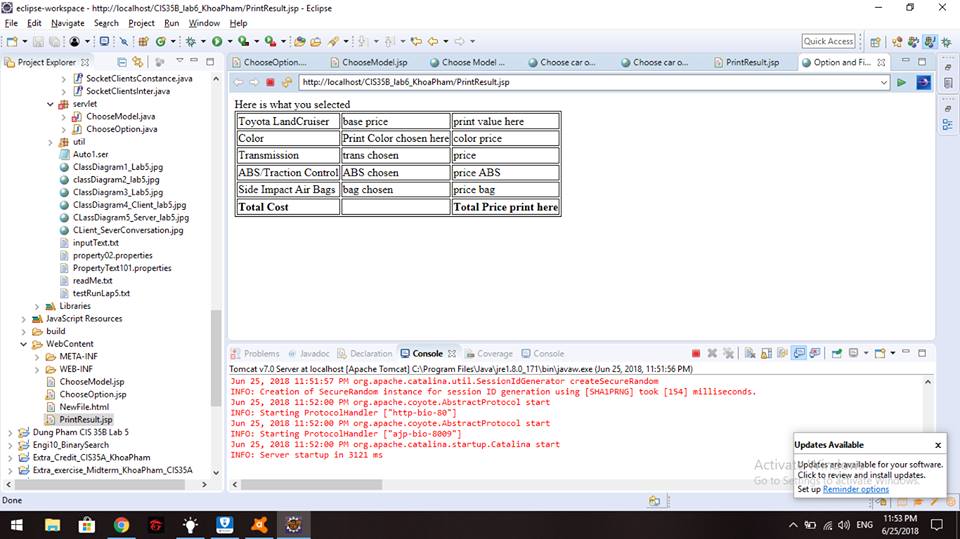 eclipse-workspace - http://localhost/CIS35B_lab6_KhoaPham/PrintResult.jsp - Eclipse
File Edit Navigate Search Project Run Window Help
Quick Access
Project Explorer
ChooseOption....
ChooseModel.jsp
Choose Model ...
Choose car o...
Choose car o...
PrintResult.jsp
Option and Fi...
http://localhost/CIS35B_lab6_KhoaPham/PrintResult.jsp
SocketClientsConstance.java
SocketClientsInter.java
servlet
ChooseModel.java
ChooseOption.java
util
Auto1.ser
ClassDiagram1_Lab5.jpg
classDiagram2_lab5.jpg
ClassDiagram3_Lab5.jpg
ClassDiagram4_Client_lab5.jpg
CLassDiagram5_Server_lab5.jpg
CLient_SeverConversation.jpg
inputText.txt
property02.properties
PropertyText101.properties
readMe.txt
testRunLap5.txt
Libraries
JavaScript Resources
build
WebContent
META-INF
WEB-INF
ChooseModel.jsp
ChooseOption.jsp
NewFile.html
PrintResult.jsp
Dung Pham CIS 35B Lab 5
Engi10_BinarySearch
Extra_Credit_CIS35A_KhoaPham
Extra_exercise_Midterm_KhoaPham_CIS35A
Here is what you selected
Toyota LandCruiser base price print value here
Color Print Color chosen here color price
Transmission trans chosen price
ABS/Traction Control ABS chosen price ABS
Side Impact Air Bags bag chosen price bag
Total Cost Total Price print here
Problems Javadoc Declaration Console Coverage Console
Tomcat v7.0 Server at localhost [Apache Tomcat] C:\Program Files\Java\jre1.8.0_171\bin\javaw.exe (Jun 25, 2018 11:51:56 PM)
Jun 25, 2018 11:51:57 PM org.apache.catalina.util.SessionIdGenerator createSecureRandom
INFO: Creation of SecureRandom instance for session ID generation using [SHA1PRNG] took [154] milliseconds.
Jun 25, 2018 11:52:00 PM org.apache.coyote.AbstractProtocol start
INFO: Starting ProtocolHandler ["http-bio-80"]
Jun 25, 2018 11:52:00 PM org.apache.coyote.AbstractProtocol start
INFO: Starting ProtocolHandler ["ajp-bio-8009"]
Jun 25, 2018 11:52:00 PM org.apache.catalina.startup.Catalina start
INFO: Server startup in 3121 ms
Updates Available
Updates are available for your software.
Click to review and install updates.
Set up Reminder options
Activate Windows
Go to Settings to activate Windows.
Done
ENG
11:53 PM
6/25/2018